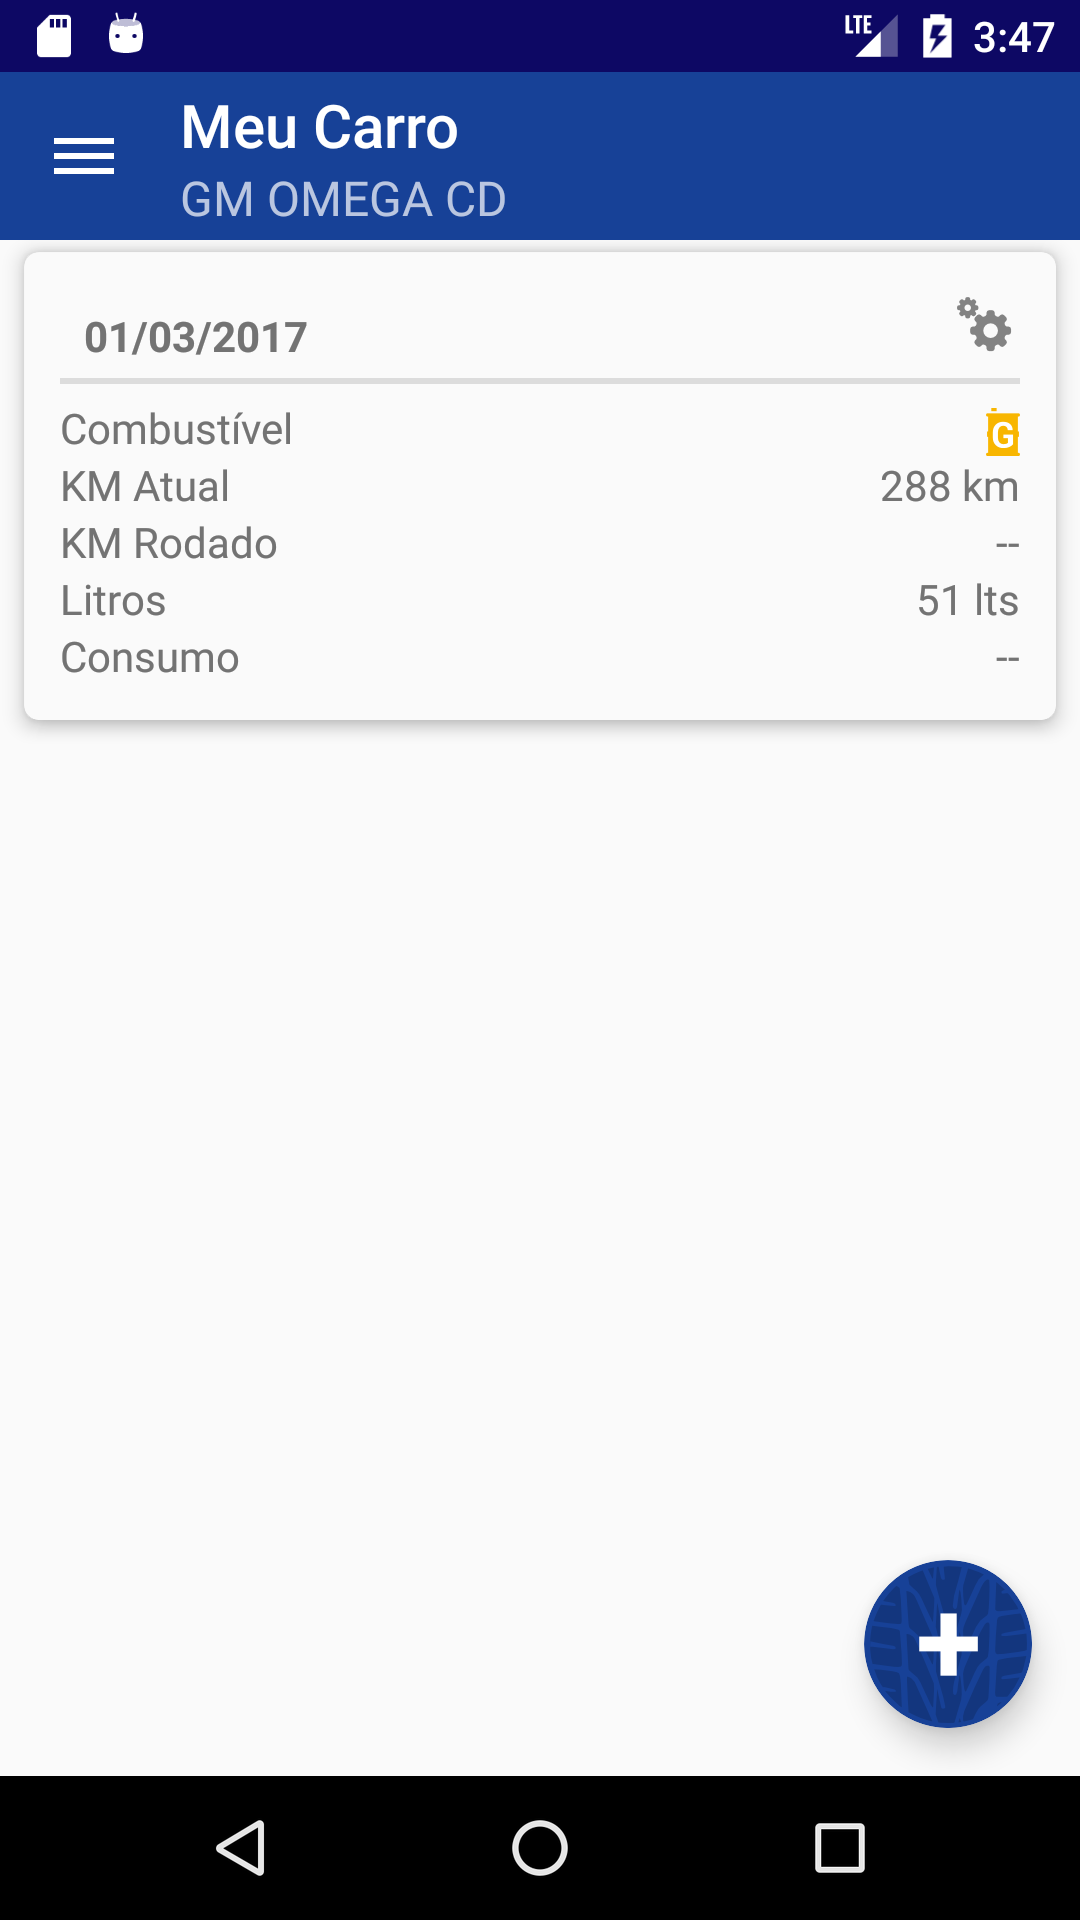 LTE 3:47
Meu Carro
GM OMEGA CD
01/03/2017
Combustível G
KM Atual 288 km
KM Rodado --
Litros 51 lts
Consumo --